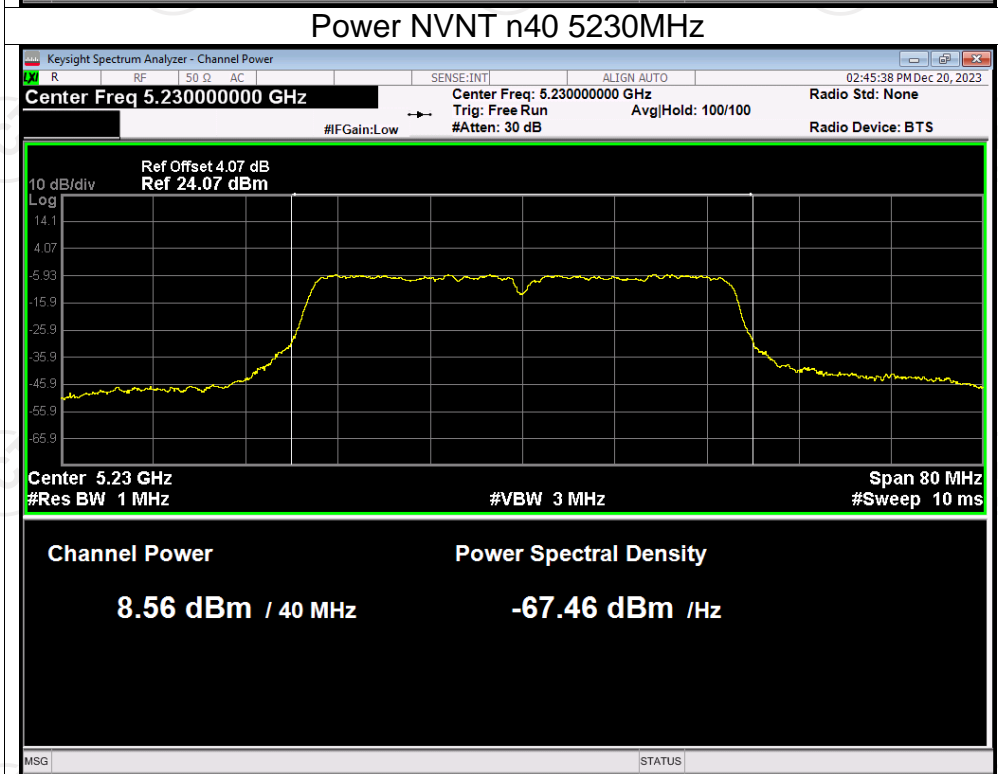 Power NVNT n40 5230MHz
Keysight Spectrum Analyzer - Channel Power
LXI R RF 50 Ω AC SENSE:INT ALIGN AUTO 02:45:38 PM Dec 20, 2023
Center Freq 5.230000000 GHz Center Freq: 5.230000000 GHz Radio Std: None
Trig: Free Run Avg|Hold: 100/100
#IFGain:Low #Atten: 30 dB Radio Device: BTS
Ref Offset 4.07 dB
10 dB/div Ref 24.07 dBm
Log
14.1
4.07
-5.93
-15.9
-25.9
-35.9
-45.9
-55.9
-65.9
Center 5.23 GHz Span 80 MHz
#Res BW 1 MHz #VBW 3 MHz #Sweep 10 ms
Channel Power Power Spectral Density
8.56 dBm / 40 MHz -67.46 dBm /Hz
MSG STATUS